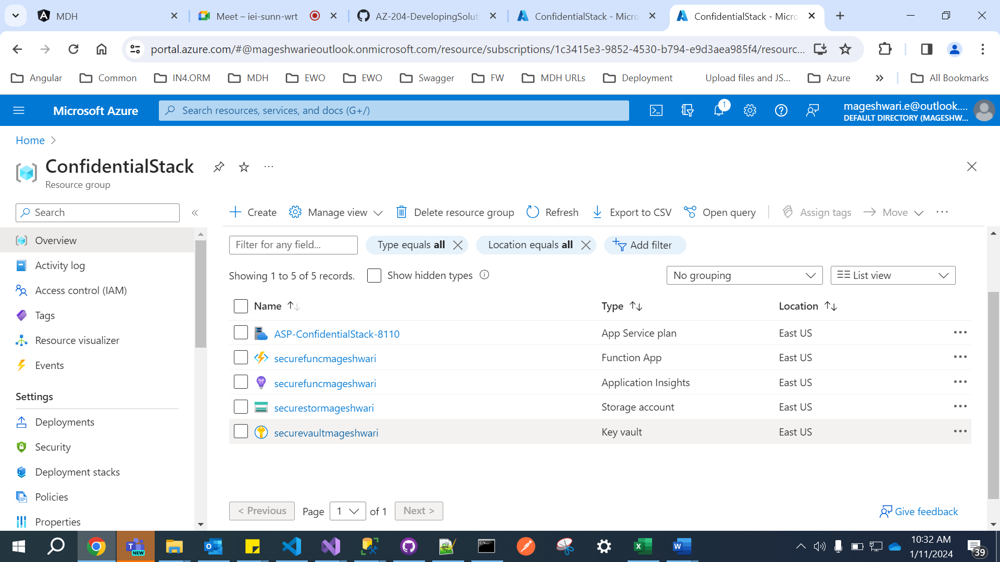 MDH
Meet – iei-sunn-wrt
AZ-204-DevelopingSoluti
ConfidentialStack - Micro
ConfidentialStack - Micro
portal.azure.com/#@mageshwarieoutlook.onmicrosoft.com/resource/subscriptions/1c3415e3-9852-4530-b794-e9d3aea985f4/resourc...
Angular
Common
IN4.ORM
MDH
EWO
EWO
Swagger
FW
MDH URLs
Deployment
Upload files and JS...
Azure
All Bookmarks
Microsoft Azure
Search resources, services, and docs (G+/)
1
mageshwari.e@outlook....
DEFAULT DIRECTORY (MAGESHW...
Home
ConfidentialStack
Resource group
Search
Overview
Activity log
Access control (IAM)
Tags
Resource visualizer
Events
Settings
Deployments
Security
Deployment stacks
Policies
Properties
Create
Manage view
Delete resource group
Refresh
Export to CSV
Open query
Assign tags
Move
Filter for any field...
Type equals all
Location equals all
Add filter
Showing 1 to 5 of 5 records.
Show hidden types
No grouping
List view
Name
Type
Location
ASP-ConfidentialStack-8110
App Service plan
East US
securefuncmageshwari
Function App
East US
securefuncmageshwari
Application Insights
East US
securestormageshwari
Storage account
East US
securevaultmageshwari
Key vault
East US
< Previous
Page
1
of 1
Next >
Give feedback
NEW
10:32 AM
1/11/2024
39